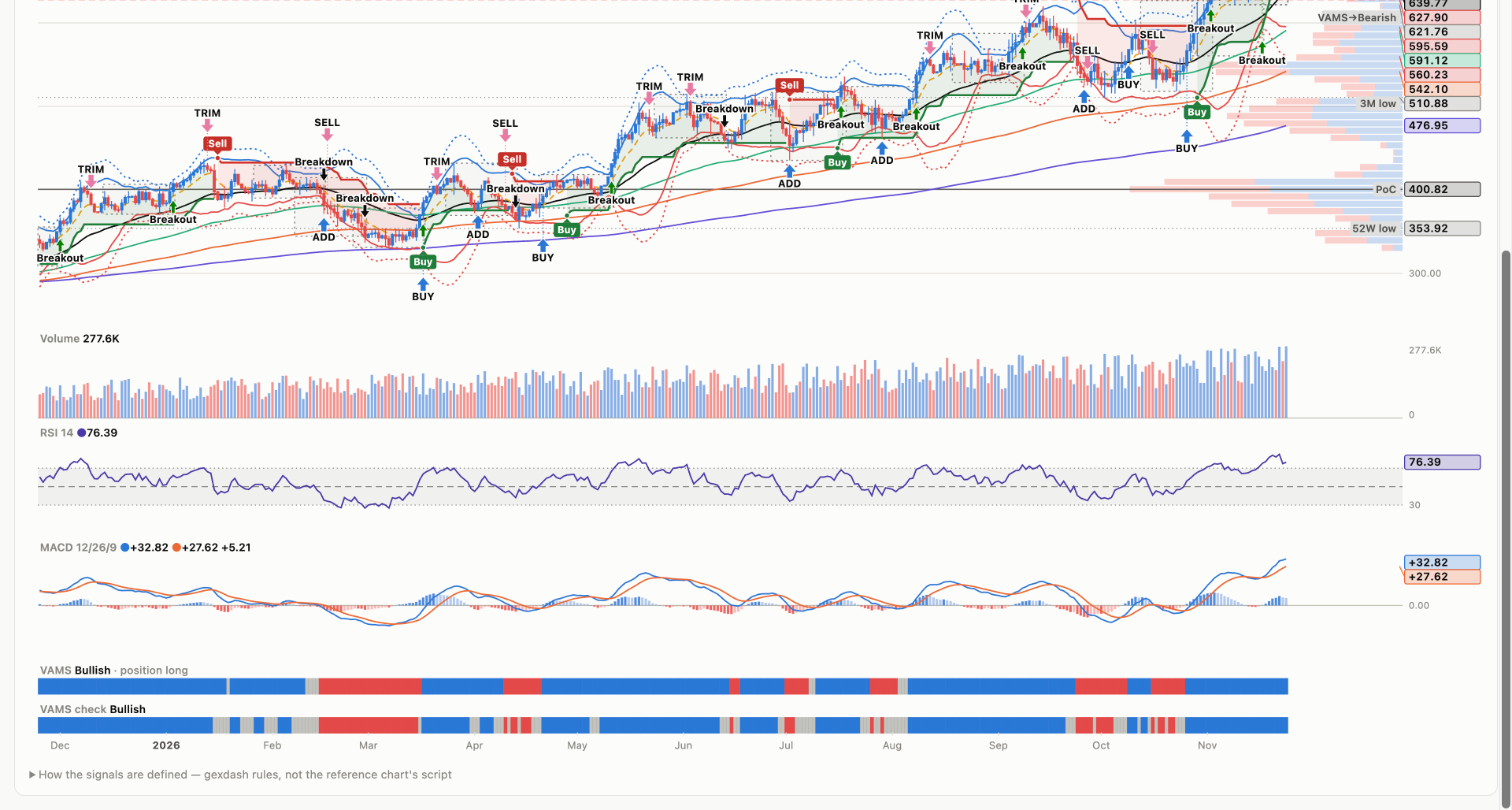 TRIM
639.77
VAMS→Bearish 627.90
621.76
595.59
591.12
560.23
542.10
3M low 510.88
476.95
PoC 400.82
52W low 353.92
300.00
TRIM
SELL
Breakout
SELL
TRIM
Breakout
Breakout
BUY
ADD
Buy
BUY
TRIM
TRIM
Sell
Breakdown
Breakout
Breakout
Buy
ADD
ADD
TRIM
SELL
SELL
Sell
Sell
TRIM
Breakdown
TRIM
Breakdown
Breakdown
Breakout
Breakout
ADD
ADD
Buy
BUY
Breakout
Buy
BUY
Volume 277.6K
277.6K
0
RSI 14 76.39
76.39
30
MACD 12/26/9 +32.82 +27.62 +5.21
+32.82
+27.62
0.00
VAMS Bullish · position long
VAMS check Bullish
Dec 2026 Feb Mar Apr May Jun Jul Aug Sep Oct Nov
How the signals are defined — gexdash rules, not the reference chart's script